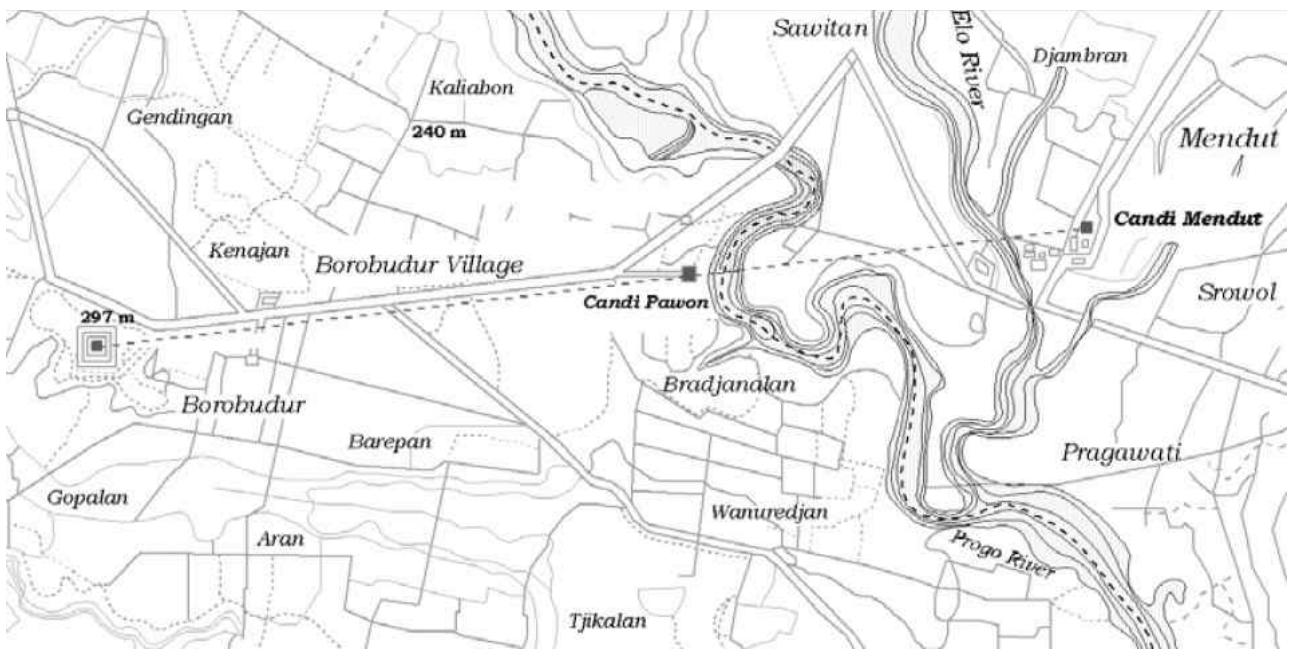 Sawitan
Elo River
Djambran
Kaliabon
Gendingan
240 m
Mendut
Candi Mendut
Kenajan
Borobudur Village
Candi Pawon
Srowol
297 m
Bradjanalan
Borobudur
Barepan
Pragawati
Gopalan
Wanuredjan
Aran
Progo River
Tjikalan